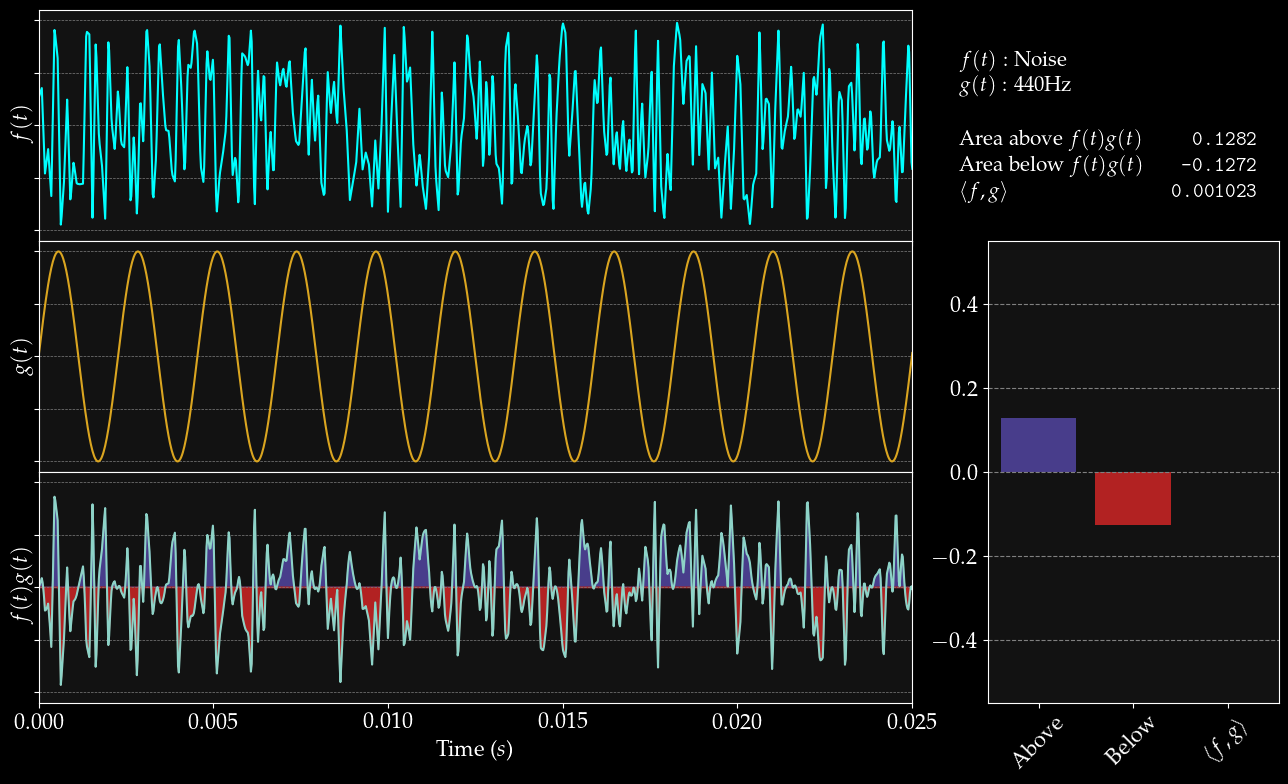 f(t)
f(t) : Noise
g(t) : 440Hz
Area above f(t)g(t) 0.1282
Area below f(t)g(t) -0.1272
⟨f,g⟩ 0.001023
g(t)
f(t)g(t)
0.000 0.005 0.010 0.015 0.020 0.025
Time (s)
0.4
0.2
0.0
−0.2
−0.4
Above Below ⟨f,g⟩